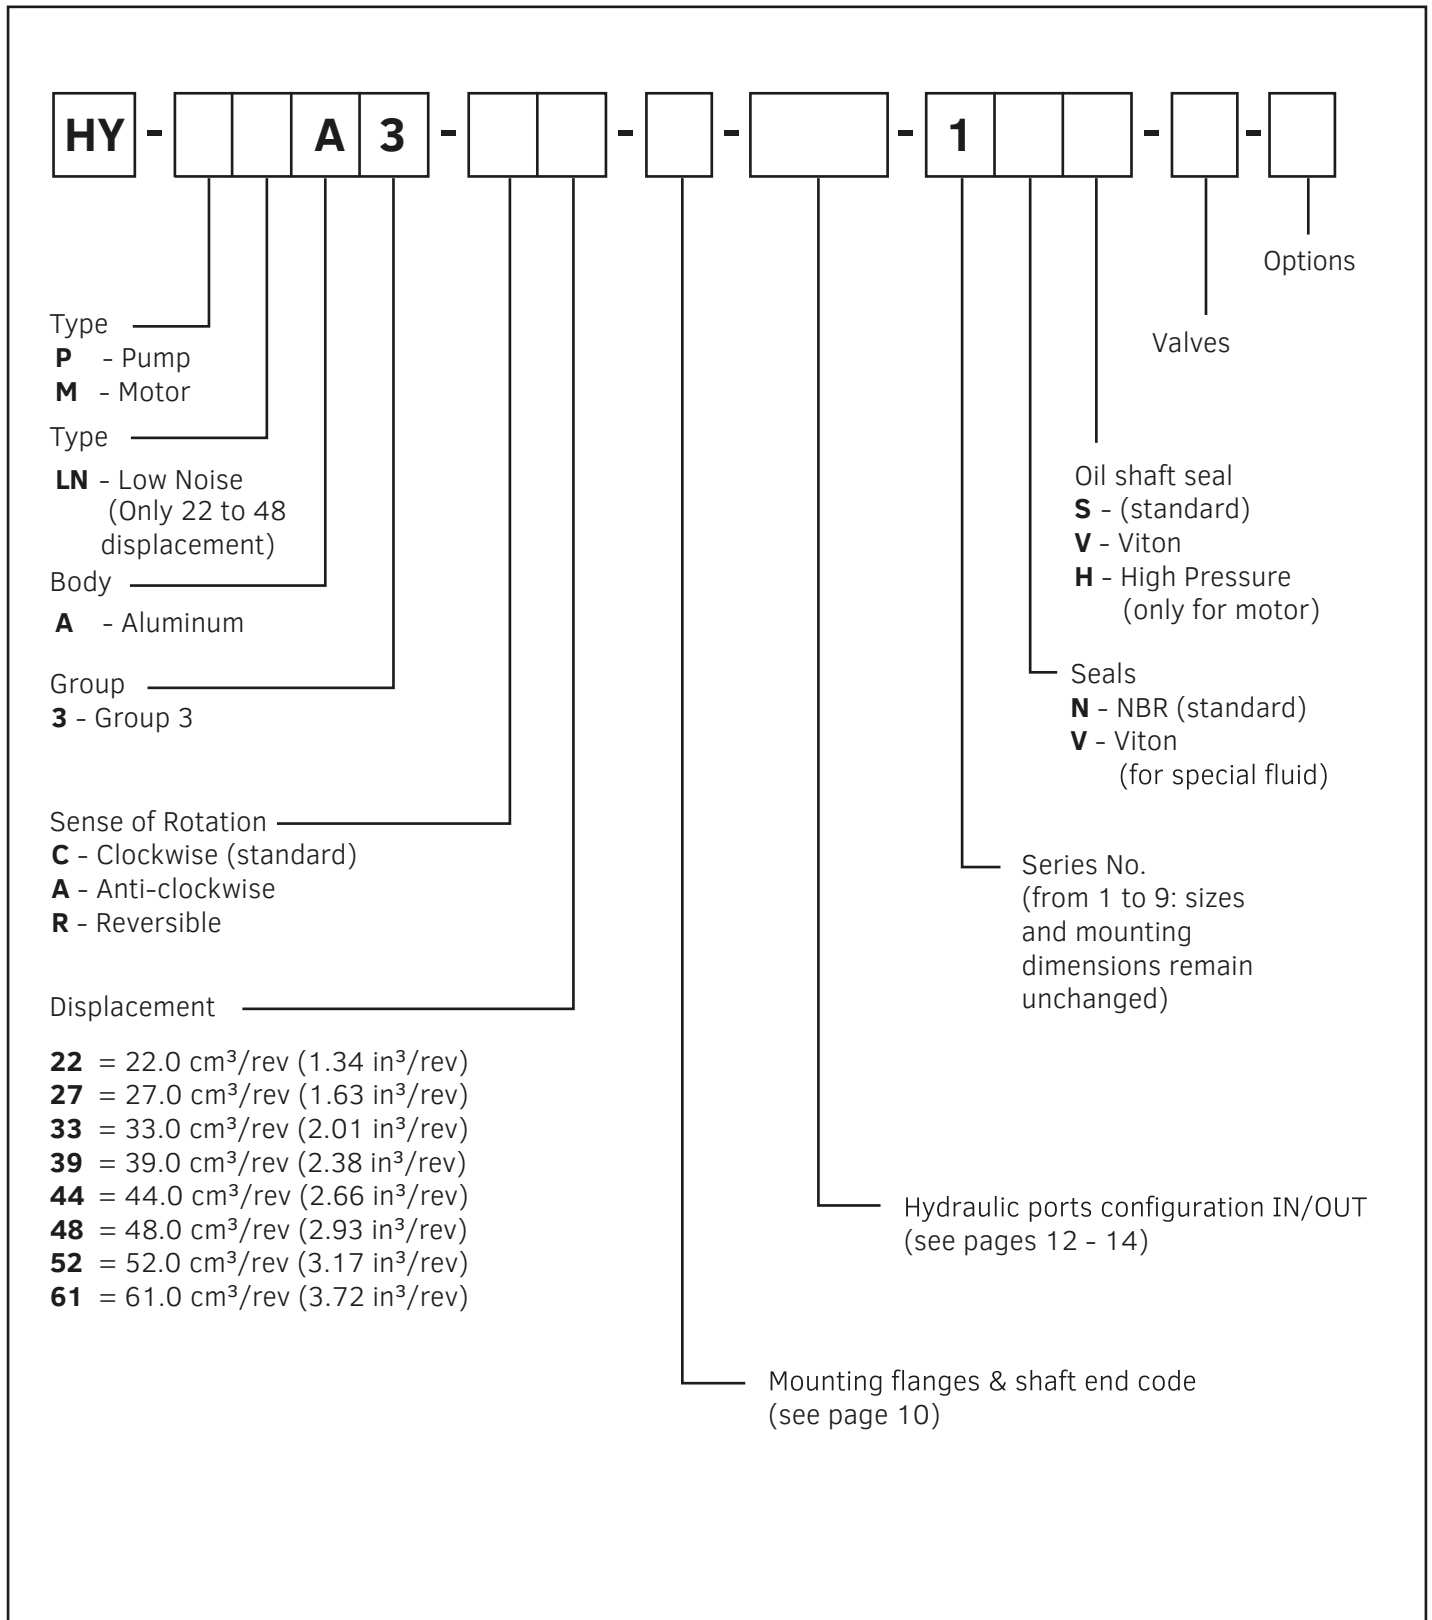 HY - A 3 - - - - 1 - -
Options
Valves
Type
P - Pump
M - Motor
Type
LN - Low Noise
(Only 22 to 48
displacement)
Body
A - Aluminum
Group
3 - Group 3
Sense of Rotation
C - Clockwise (standard)
A - Anti-clockwise
R - Reversible
Displacement
22 = 22.0 cm³/rev (1.34 in³/rev)
27 = 27.0 cm³/rev (1.63 in³/rev)
33 = 33.0 cm³/rev (2.01 in³/rev)
39 = 39.0 cm³/rev (2.38 in³/rev)
44 = 44.0 cm³/rev (2.66 in³/rev)
48 = 48.0 cm³/rev (2.93 in³/rev)
52 = 52.0 cm³/rev (3.17 in³/rev)
61 = 61.0 cm³/rev (3.72 in³/rev)
Oil shaft seal
S - (standard)
V - Viton
H - High Pressure
(only for motor)
Seals
N - NBR (standard)
V - Viton
(for special fluid)
Series No.
(from 1 to 9: sizes
and mounting
dimensions remain
unchanged)
Hydraulic ports configuration IN/OUT
(see pages 12 - 14)
Mounting flanges & shaft end code
(see page 10)